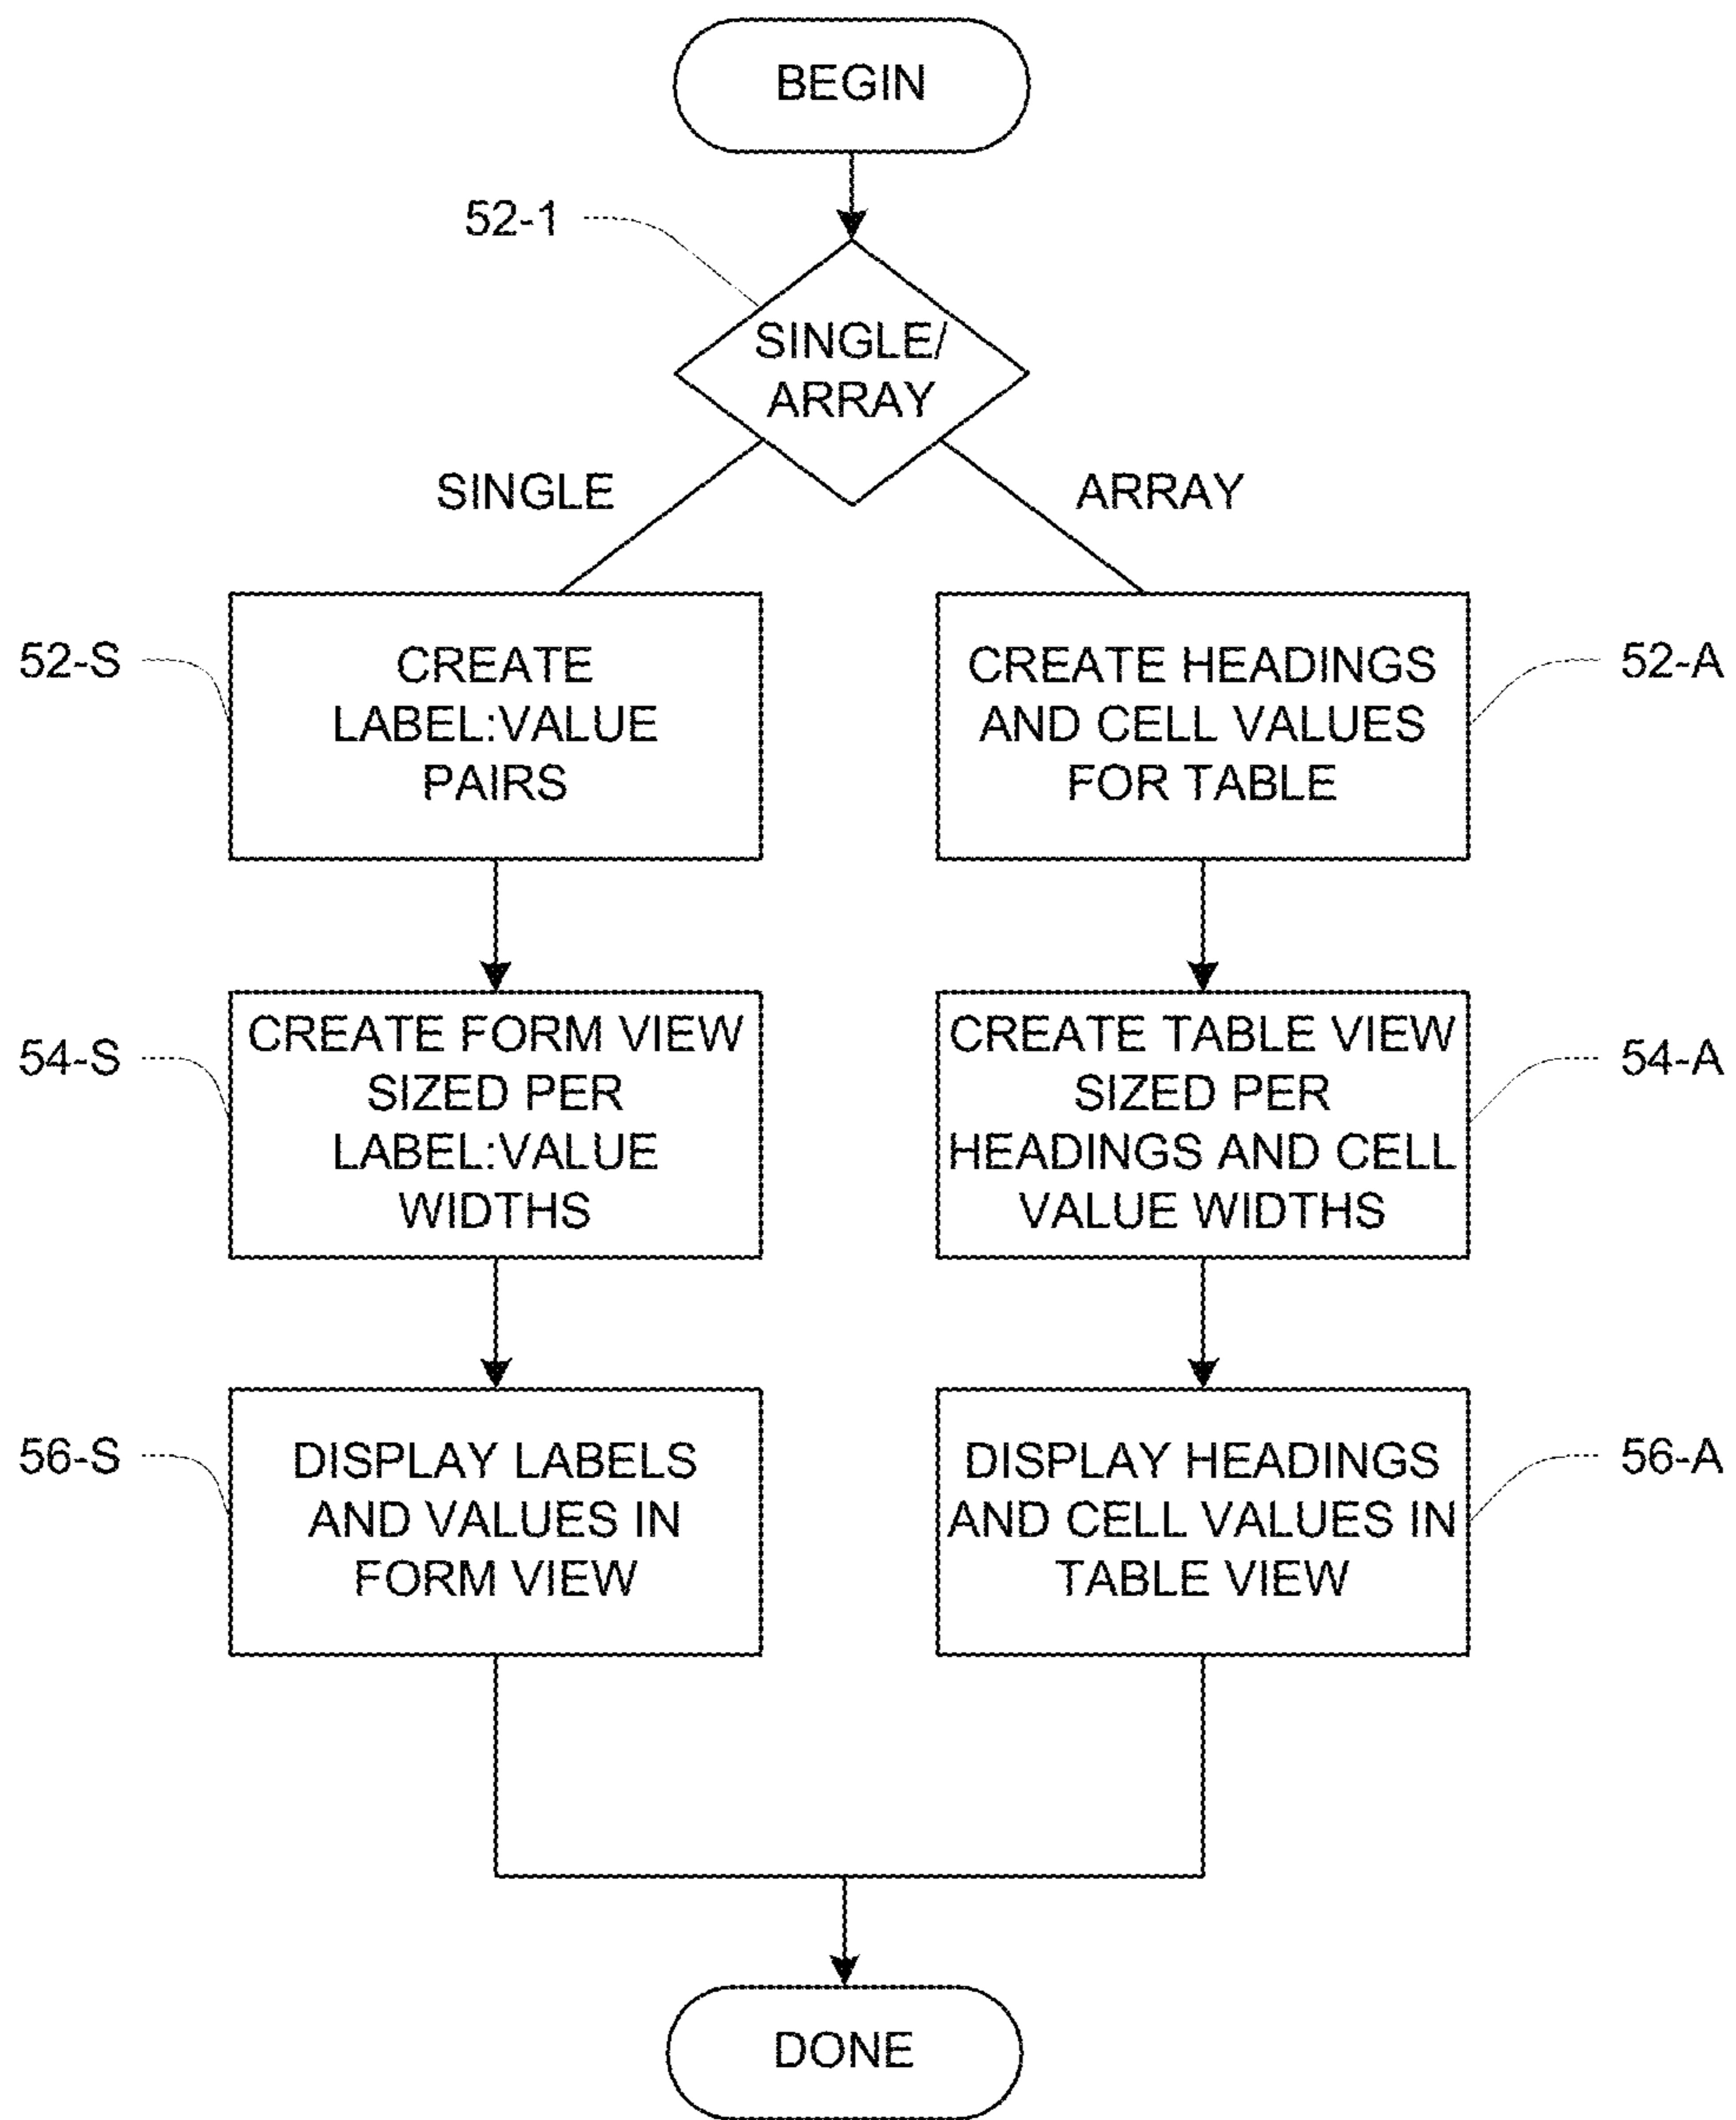 BEGIN
52-1
SINGLE/
ARRAY
SINGLE
ARRAY
52-S
CREATE
LABEL:VALUE
PAIRS
CREATE HEADINGS
AND CELL VALUES
FOR TABLE
52-A
54-S
CREATE FORM VIEW
SIZED PER
LABEL:VALUE
WIDTHS
CREATE TABLE VIEW
SIZED PER
HEADINGS AND CELL
VALUE WIDTHS
54-A
56-S
DISPLAY LABELS
AND VALUES IN
FORM VIEW
DISPLAY HEADINGS
AND CELL VALUES IN
TABLE VIEW
56-A
DONE